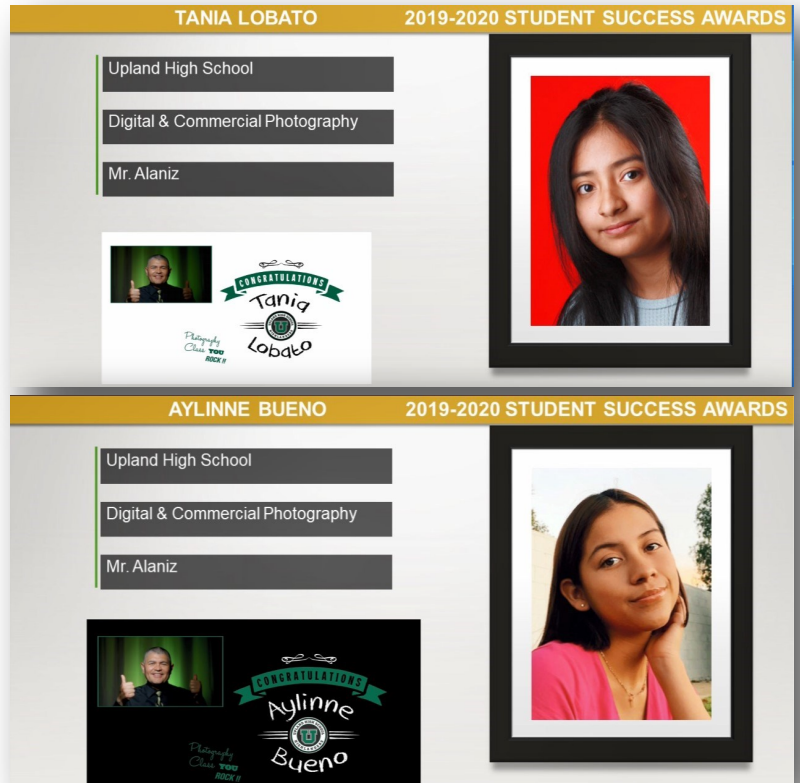 TANIA LOBATO
2019-2020 STUDENT SUCCESS AWARDS
Upland High School
Digital & Commercial Photography
Mr. Alaniz
CONGRATULATIONS
Tania
Lobato
Photography
Class YOU
ROCK !!
AYLINNE BUENO
2019-2020 STUDENT SUCCESS AWARDS
Upland High School
Digital & Commercial Photography
Mr. Alaniz
CONGRATULATIONS
Aylinne
U
Bueno
Photography
Class YOU
ROCK !!